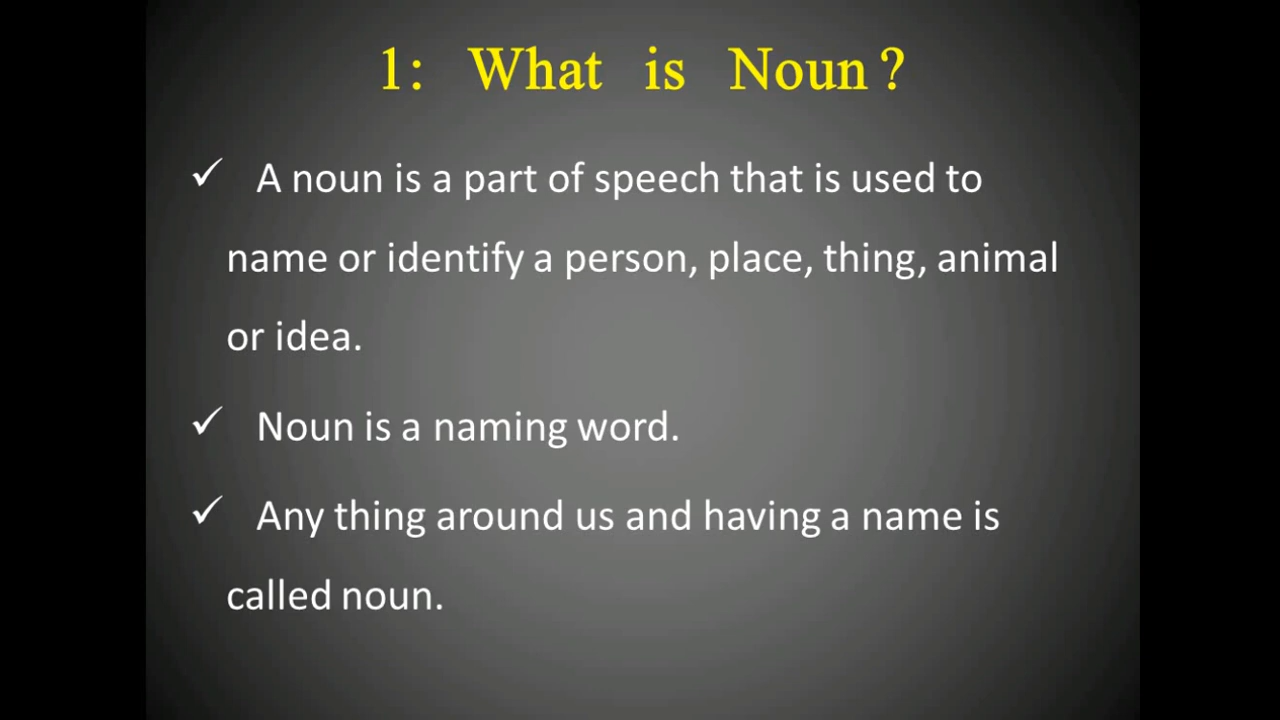 1: What is Noun ?
✓ A noun is a part of speech that is used to
name or identify a person, place, thing, animal
or idea.
✓ Noun is a naming word.
✓ Any thing around us and having a name is
called noun.